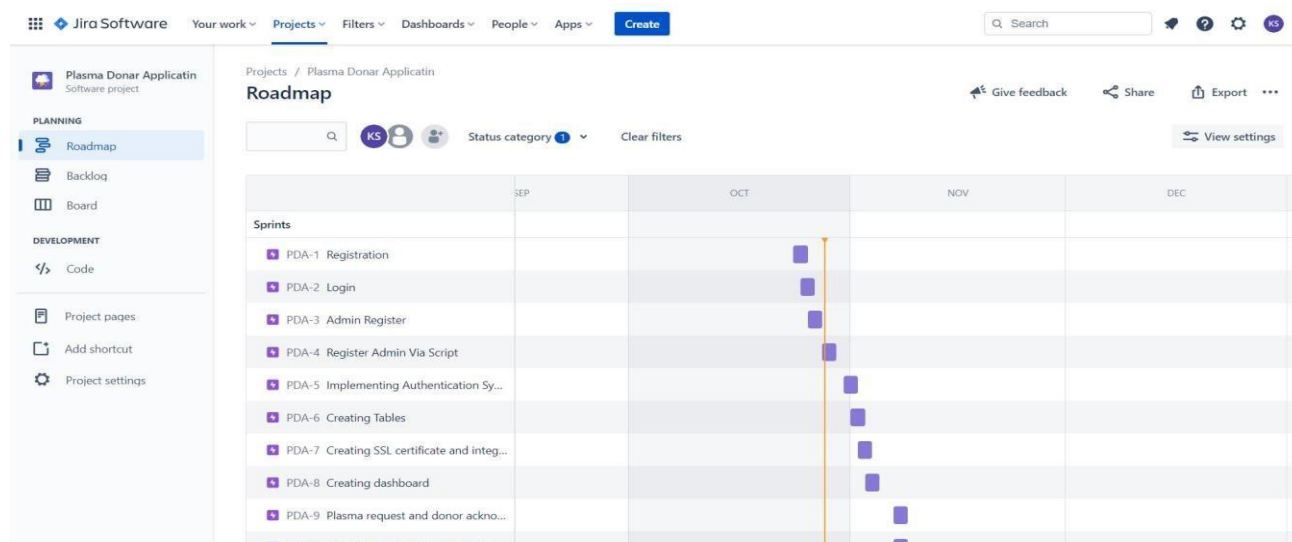 Jira Software Your work Projects Filters Dashboards People Apps Create Search KS
Plasma Donar Applicatin
Software project
PLANNING
Roadmap
Backlog
Board
DEVELOPMENT
Code
Project pages
Add shortcut
Project settings
Projects / Plasma Donar Applicatin
Roadmap
Give feedback Share Export
KS Status category 1 Clear filters View settings
SEP OCT NOV DEC
Sprints
PDA-1 Registration
PDA-2 Login
PDA-3 Admin Register
PDA-4 Register Admin Via Script
PDA-5 Implementing Authentication Sy...
PDA-6 Creating Tables
PDA-7 Creating SSL certificate and integ...
PDA-8 Creating dashboard
PDA-9 Plasma request and donor ackno...